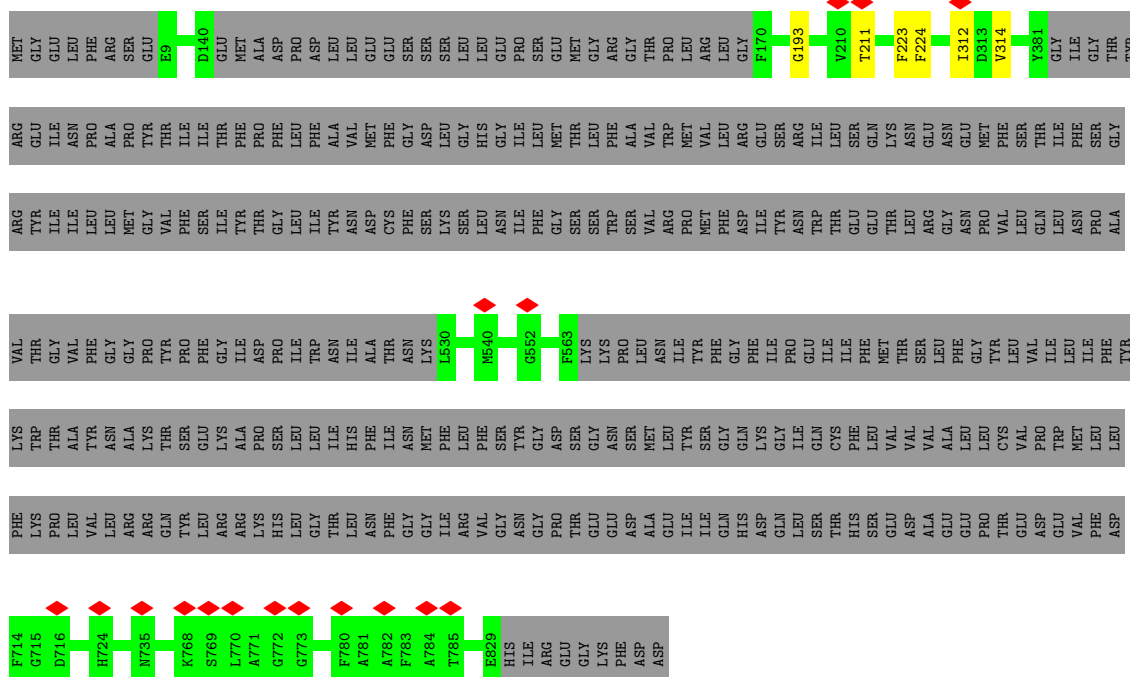 MET GLY GLU LEU PHE ARG SER GLU E9 D140 GLU MET ALA ASP PRO ASP LEU LEU GLU GLU SER SER SER LEU LEU GLU PRO SER GLU MET GLY ARG GLY THR PRO LEU ARG LEU GLY F170 G193 V210 T211 F223 F224 I312 D313 V314 Y381 GLY ILE GLY THR TYR
ARG GLU ILE ASN PRO ALA PRO TYR THR ILE ILE THR PHE PRO PHE LEU PHE ALA VAL MET PHE GLY ASP LEU GLY HIS GLY ILE LEU MET THR LEU PHE ALA VAL TRP MET VAL LEU ARG GLU SER ARG ILE LEU SER GLN LYS ASN GLU ASN GLU MET PHE SER THR ILE PHE SER GLY
ARG TYR ILE ILE LEU LEU MET GLY VAL PHE SER ILE TYR THR GLY LEU ILE TYR ASN ASP CYS PHE SER LYS SER LEU ASN ILE PHE GLY SER SER TRP SER VAL ARG PRO MET PHE ASP ILE TYR ASN TRP THR GLU GLU THR LEU ARG GLY ASN PRO VAL LEU GLN LEU ASN PRO ALA
VAL THR GLY VAL PHE GLY GLY PRO TYR PRO PHE GLY ILE ASP PRO ILE TRP ASN ILE ALA THR ASN LYS L530 M540 G552 F563 LYS LYS PRO LEU ASN ILE TYR PHE GLY PHE ILE PRO GLU ILE ILE PHE MET THR SER LEU PHE GLY TYR LEU VAL ILE LEU ILE PHE TYR
LYS TRP THR ALA TYR ASN ALA LYS THR SER GLU LYS ALA PRO SER LEU LEU ILE HIS PHE ILE ASN MET PHE LEU PHE SER TYR GLY ASP SER GLY ASN SER MET LEU TYR SER GLY GLN LYS GLY ILE GLN CYS PHE LEU VAL VAL VAL ALA LEU LEU CYS VAL PRO TRP MET LEU LEU
PHE LYS PRO LEU VAL LEU ARG ARG GLN TYR LEU ARG ARG LYS HIS LEU GLY THR LEU ASN PHE GLY GLY ILE ARG VAL GLY ASN GLY PRO THR GLU GLU ASP ALA GLU ILE ILE GLN HIS ASP GLN LEU SER THR HIS SER GLU ASP ALA GLU GLU PRO THR GLU ASP GLU VAL PHE ASP
F714 G715 D716 H724 N735 K768 S769 L770 A771 G772 G773 F780 A781 A782 F783 A784 T785 E829 HIS ILE ARG GLU GLY LYS PHE ASP ASP